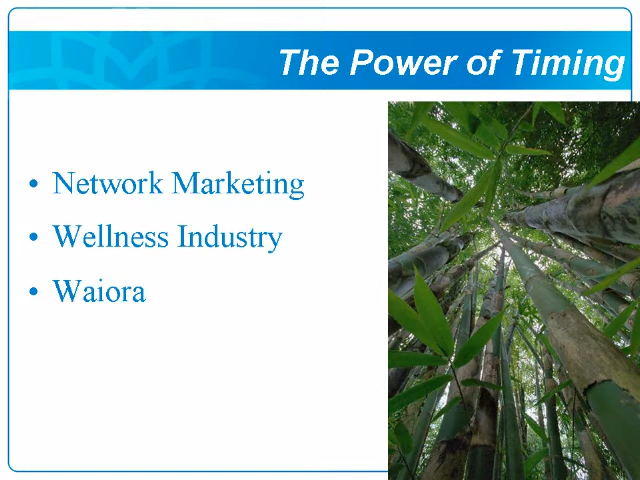 The Power of Timing
• Network Marketing
• Wellness Industry
• Waiora